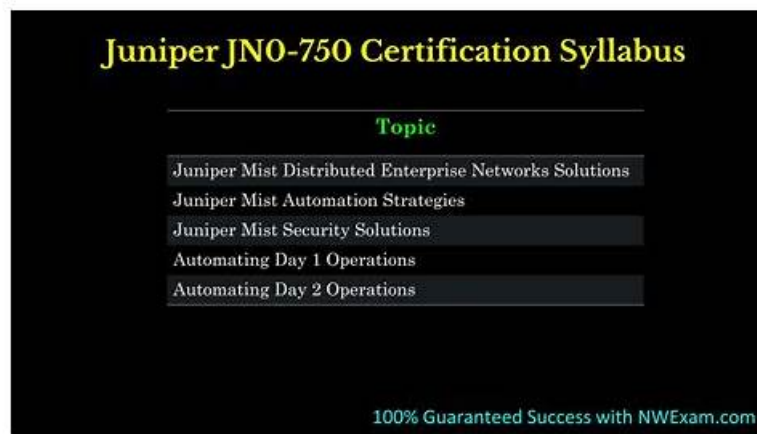 Juniper JN0-750 Certification Syllabus
Topic
Juniper Mist Distributed Enterprise Networks Solutions
Juniper Mist Automation Strategies
Juniper Mist Security Solutions
Automating Day 1 Operations
Automating Day 2 Operations
100% Guaranteed Success with NWExam.com